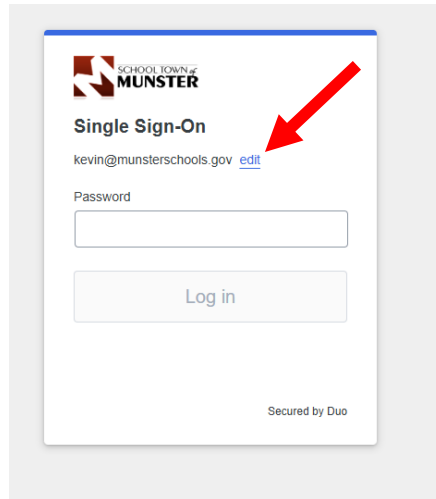 SCHOOL TOWN of
MUNSTER
Single Sign-On
kevin@munsterschools.gov edit
Password
Log in
Secured by Duo